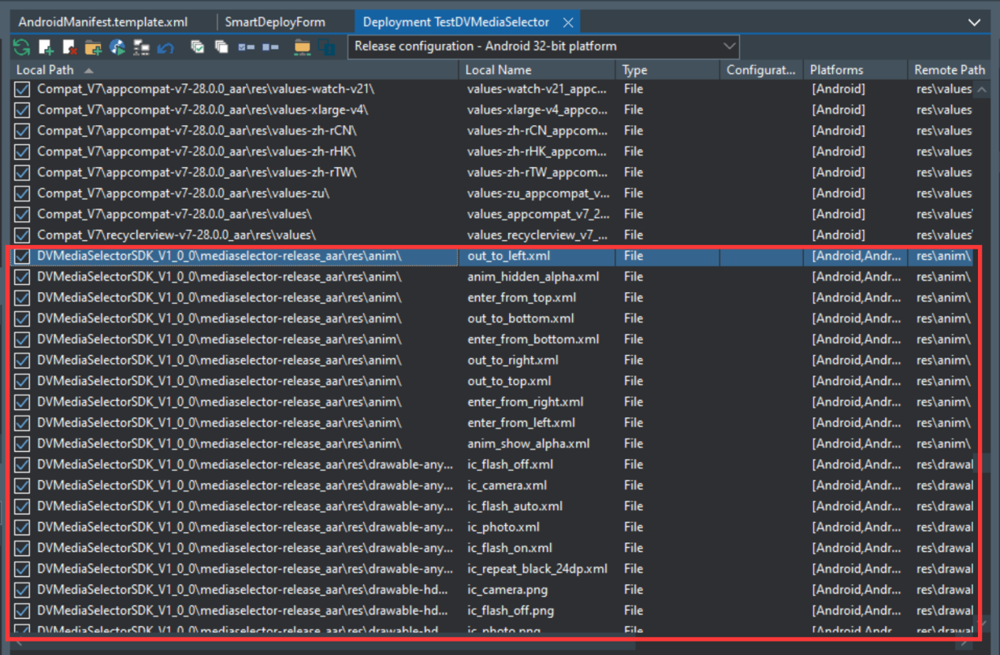 AndroidManifest.template.xml SmartDeployForm Deployment TestDVMediaSelector
Release configuration - Android 32-bit platform
Local Path Local Name Type Configurat... Platforms Remote Path
Compat_V7\appcompat-v7-28.0.0_aar\res\values-watch-v21\ values-watch-v21_appc... File [Android] res\values
Compat_V7\appcompat-v7-28.0.0_aar\res\values-xlarge-v4\ values-xlarge-v4_appco... File [Android] res\values
Compat_V7\appcompat-v7-28.0.0_aar\res\values-zh-rCN\ values-zh-rCN_appcom... File [Android] res\values
Compat_V7\appcompat-v7-28.0.0_aar\res\values-zh-rHK\ values-zh-rHK_appcom... File [Android] res\values
Compat_V7\appcompat-v7-28.0.0_aar\res\values-zh-rTW\ values-zh-rTW_appcom... File [Android] res\values
Compat_V7\appcompat-v7-28.0.0_aar\res\values-zu\ values-zu_appcompat_v... File [Android] res\values
Compat_V7\appcompat-v7-28.0.0_aar\res\values\ values_appcompat_v7_2... File [Android] res\values\
Compat_V7\recyclerview-v7-28.0.0_aar\res\values\ values_recyclerview_v7_... File [Android] res\values\
DVMediaSelectorSDK_V1_0_0\mediaselector-release_aar\res\anim\ out_to_left.xml File [Android,Andr... res\anim\
DVMediaSelectorSDK_V1_0_0\mediaselector-release_aar\res\anim\ anim_hidden_alpha.xml File [Android,Andr... res\anim\
DVMediaSelectorSDK_V1_0_0\mediaselector-release_aar\res\anim\ enter_from_top.xml File [Android,Andr... res\anim\
DVMediaSelectorSDK_V1_0_0\mediaselector-release_aar\res\anim\ out_to_bottom.xml File [Android,Andr... res\anim\
DVMediaSelectorSDK_V1_0_0\mediaselector-release_aar\res\anim\ enter_from_bottom.xml File [Android,Andr... res\anim\
DVMediaSelectorSDK_V1_0_0\mediaselector-release_aar\res\anim\ out_to_right.xml File [Android,Andr... res\anim\
DVMediaSelectorSDK_V1_0_0\mediaselector-release_aar\res\anim\ out_to_top.xml File [Android,Andr... res\anim\
DVMediaSelectorSDK_V1_0_0\mediaselector-release_aar\res\anim\ enter_from_right.xml File [Android,Andr... res\anim\
DVMediaSelectorSDK_V1_0_0\mediaselector-release_aar\res\anim\ enter_from_left.xml File [Android,Andr... res\anim\
DVMediaSelectorSDK_V1_0_0\mediaselector-release_aar\res\anim\ anim_show_alpha.xml File [Android,Andr... res\anim\
DVMediaSelectorSDK_V1_0_0\mediaselector-release_aar\res\drawable-any... ic_flash_off.xml File [Android,Andr... res\drawal
DVMediaSelectorSDK_V1_0_0\mediaselector-release_aar\res\drawable-any... ic_camera.xml File [Android,Andr... res\drawal
DVMediaSelectorSDK_V1_0_0\mediaselector-release_aar\res\drawable-any... ic_flash_auto.xml File [Android,Andr... res\drawal
DVMediaSelectorSDK_V1_0_0\mediaselector-release_aar\res\drawable-any... ic_photo.xml File [Android,Andr... res\drawal
DVMediaSelectorSDK_V1_0_0\mediaselector-release_aar\res\drawable-any... ic_flash_on.xml File [Android,Andr... res\drawal
DVMediaSelectorSDK_V1_0_0\mediaselector-release_aar\res\drawable-any... ic_repeat_black_24dp.xml File [Android,Andr... res\drawal
DVMediaSelectorSDK_V1_0_0\mediaselector-release_aar\res\drawable-hd... ic_camera.png File [Android,Andr... res\drawal
DVMediaSelectorSDK_V1_0_0\mediaselector-release_aar\res\drawable-hd... ic_flash_off.png File [Android,Andr... res\drawal
DVMediaSelectorSDK_V1_0_0\mediaselector-release_aar\res\drawable-hd... ic_photo.png File [Android,Andr... res\drawal